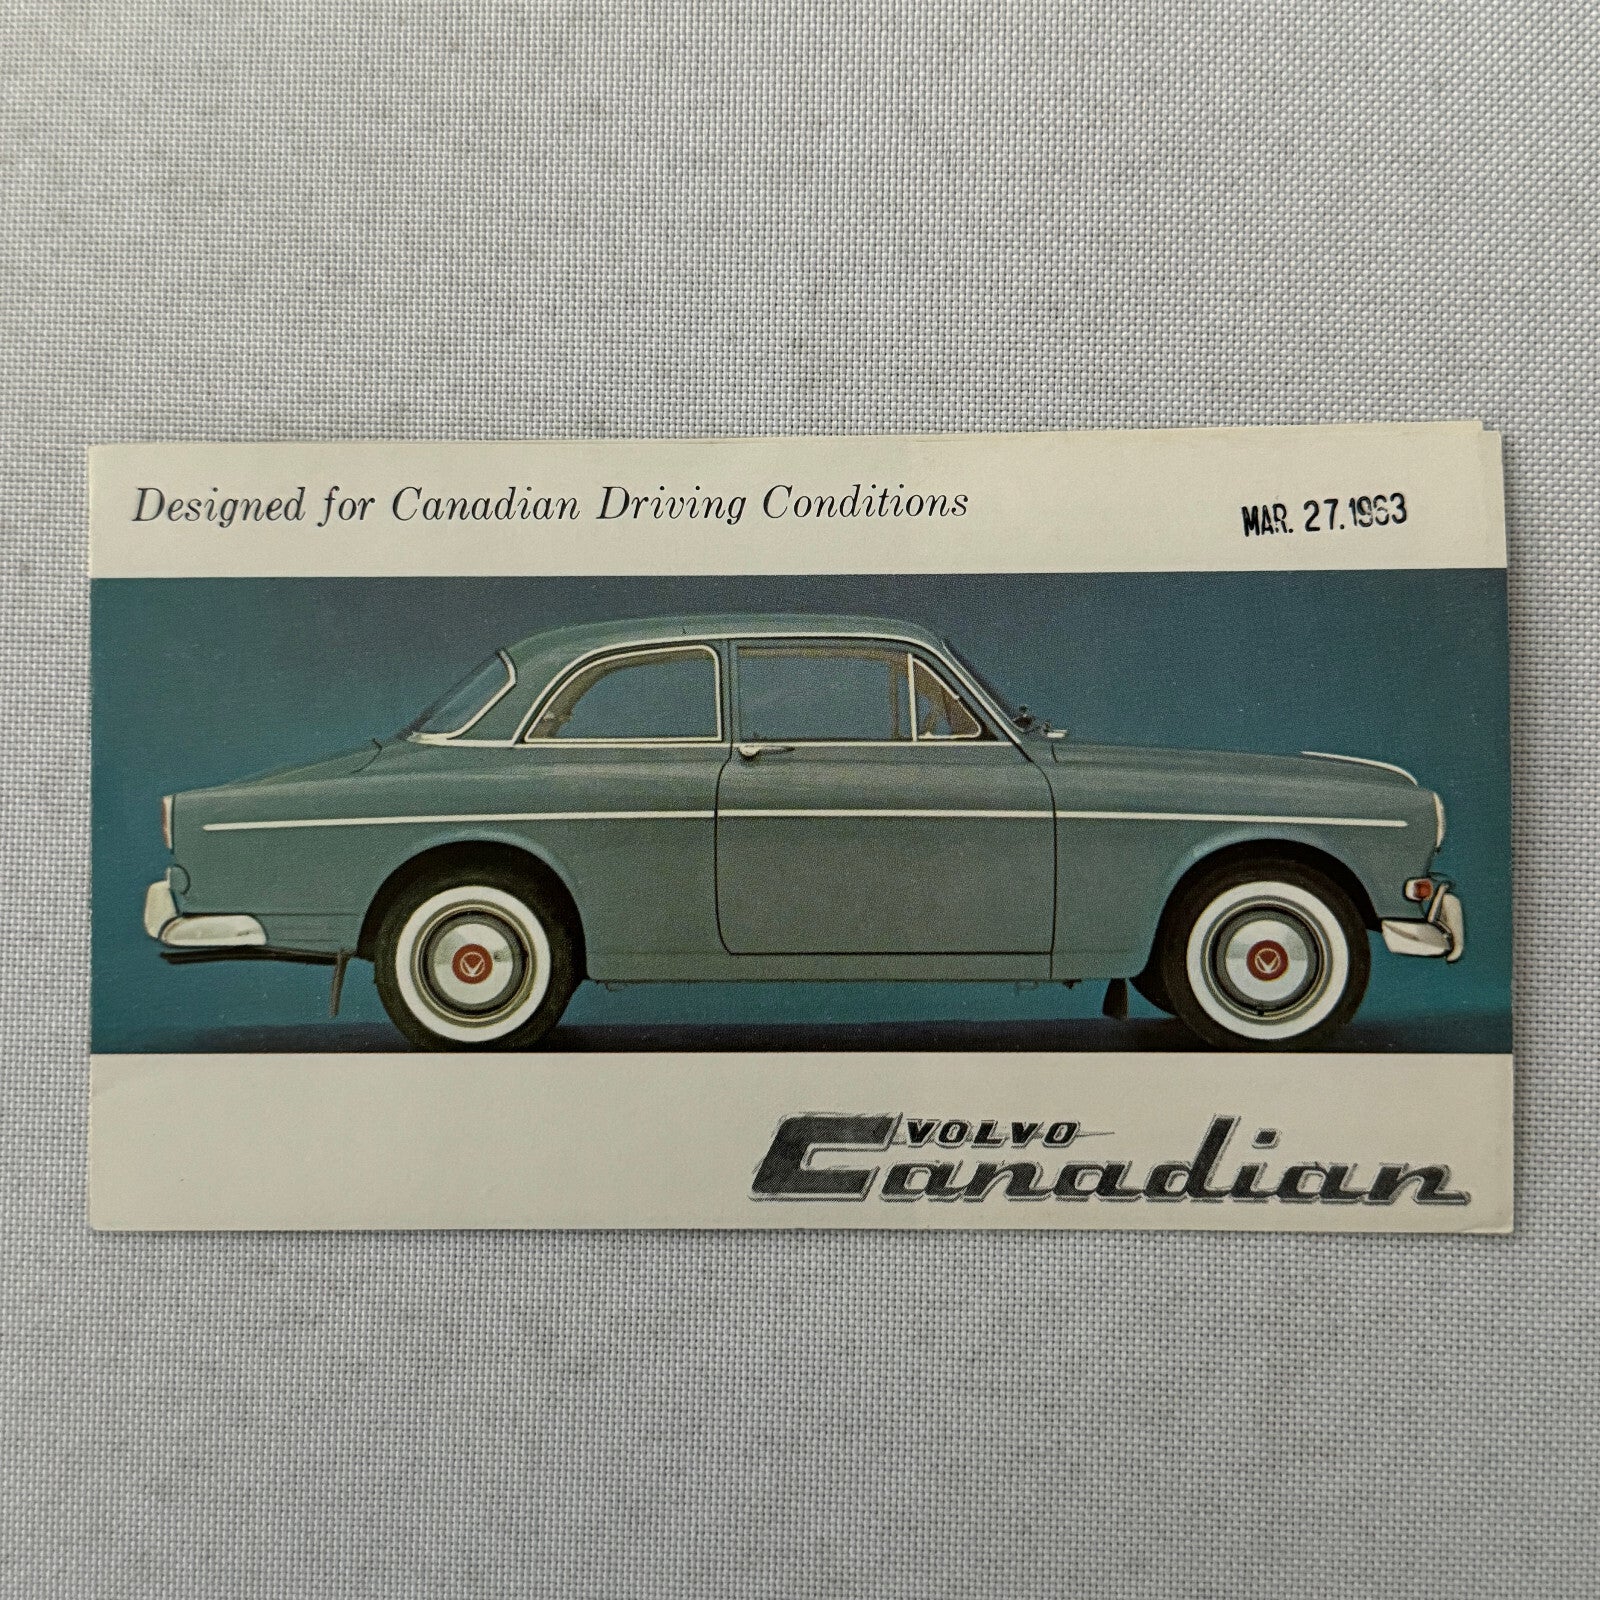 Designed for Canadian Driving Conditions
MAR. 27. 1963
VOLVO
Canadian